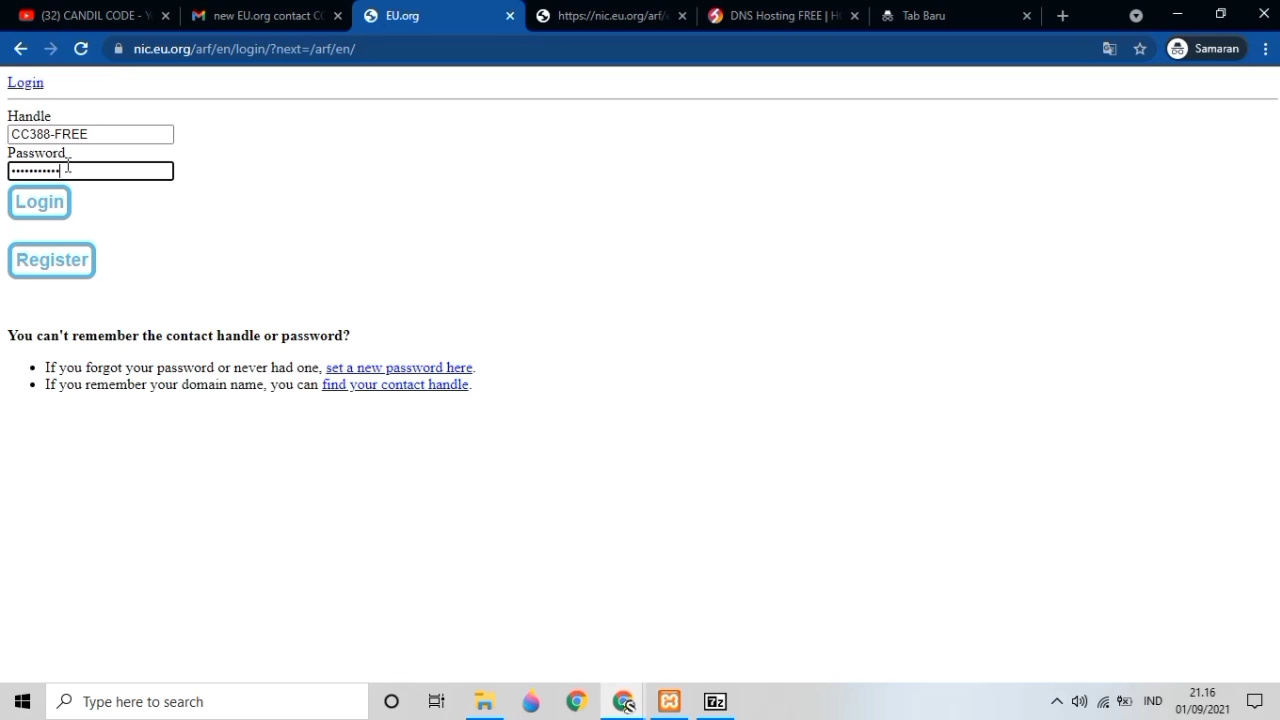 (32) CANDIL CODE - Y
new EU.org contact CC
EU.org
https://nic.eu.org/arf/e
DNS Hosting FREE | H
Tab Baru
nic.eu.org/arf/en/login/?next=/arf/en/
Samaran
Login
Handle
CC388-FREE
Password
Login
Register
You can't remember the contact handle or password?
If you forgot your password or never had one, set a new password here.
If you remember your domain name, you can find your contact handle.
Type here to search
7z
IND
21.16
01/09/2021